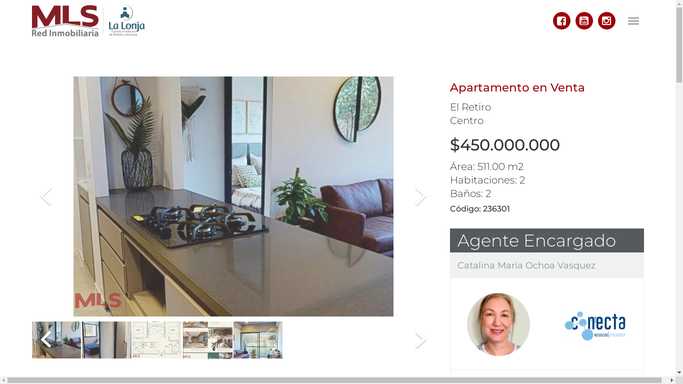 MLS
Red Inmobiliaria
La Lonja
Apartamento en Venta
El Retiro
Centro
$450.000.000
Área: 511.00 m2
Habitaciones: 2
Baños: 2
Código: 236301
MLS
Agente Encargado
Catalina Maria Ochoa Vasquez
conecta